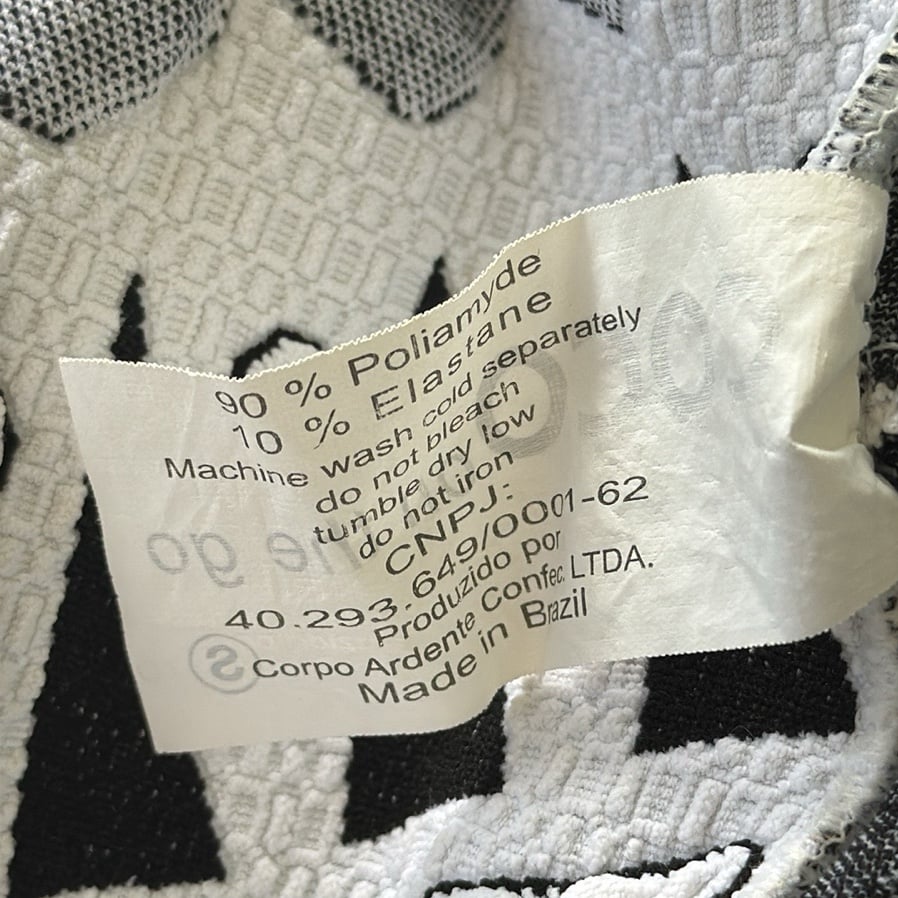 90 % Poliamyde
10 % Elastane
Machine wash cold separately
do not bleach
tumble dry low
do not iron
CNPJ:
40.293.649/0001-62
Produzido por
Corpo Ardente Confec. LTDA.
Made in Brazil
S